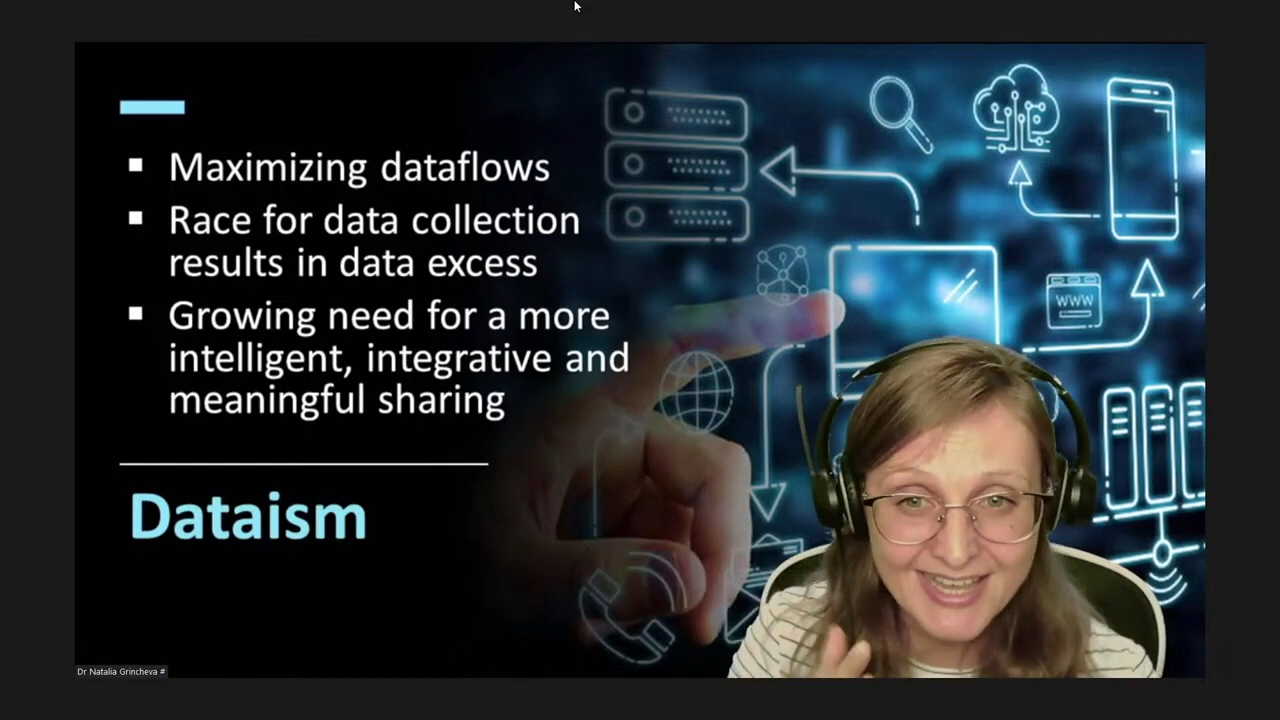 Maximizing dataflows
Race for data collection
results in data excess
Growing need for a more
intelligent, integrative and
meaningful sharing
Dataism
WWW
Dr Natalia Grincheva #